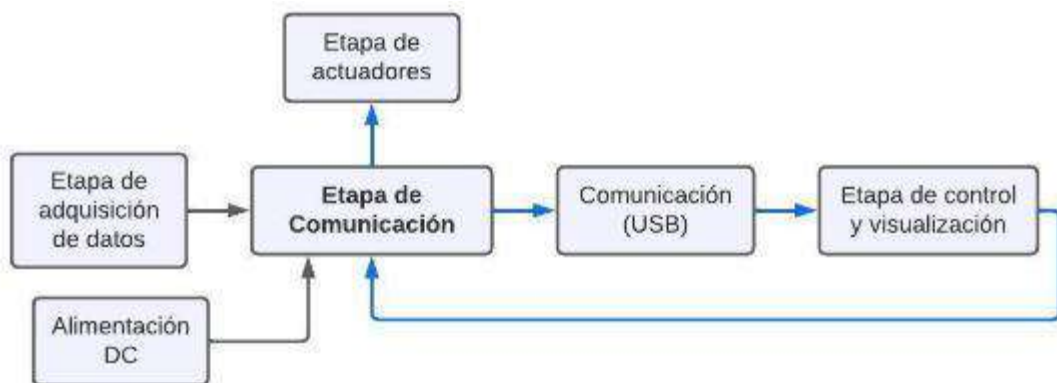 Etapa de
actuadores
Etapa de
adquisición
de datos
Etapa de
Comunicación
Comunicación
(USB)
Etapa de control
y visualización
Alimentación
DC